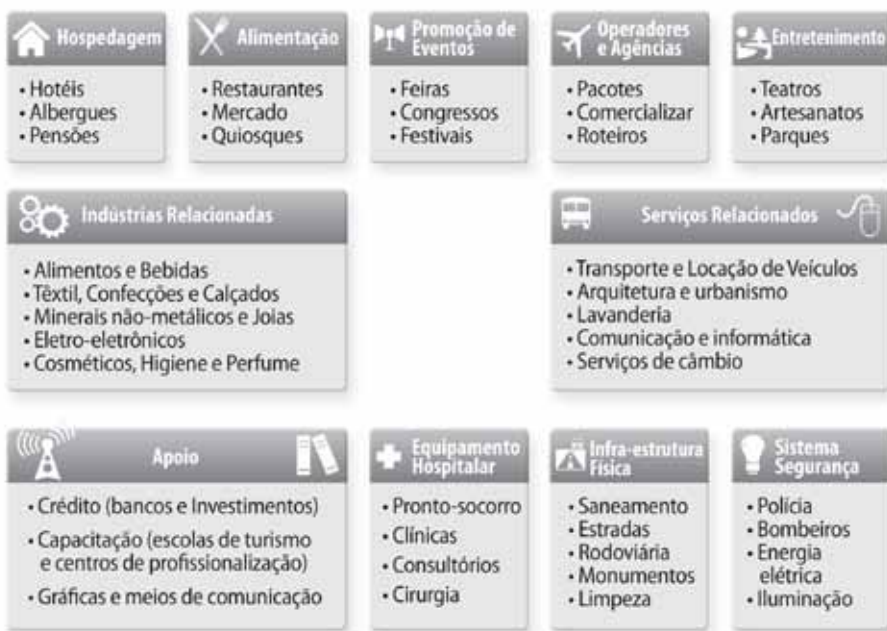 Hospedagem
• Hotéis
• Albergues
• Pensões
Alimentação
• Restaurantes
• Mercado
• Quiosques
Promoção de
Eventos
• Feiras
• Congressos
• Festivais
Operadores
e Agências
• Pacotes
• Comercializar
• Roteiros
Entretenimento
• Teatros
• Artesanatos
• Parques
Indústrias Relacionadas
• Alimentos e Bebidas
• Têxtil, Confecções e Calçados
• Minerais não-metálicos e Joias
• Eletro-eletrônicos
• Cosméticos, Higiene e Perfume
Serviços Relacionados
• Transporte e Locação de Veículos
• Arquitetura e urbanismo
• Lavanderia
• Comunicação e informática
• Serviços de câmbio
Apoio
• Crédito (bancos e Investimentos)
• Capacitação (escolas de turismo
e centros de profissionalização)
• Gráficas e meios de comunicação
Equipamento
Hospitalar
• Pronto-socorro
• Clínicas
• Consultórios
• Cirurgia
Infra-estrutura
Física
• Saneamento
• Estradas
• Rodoviária
• Monumentos
• Limpeza
Sistema
Segurança
• Polícia
• Bombeiros
• Energia
elétrica
• Iluminação